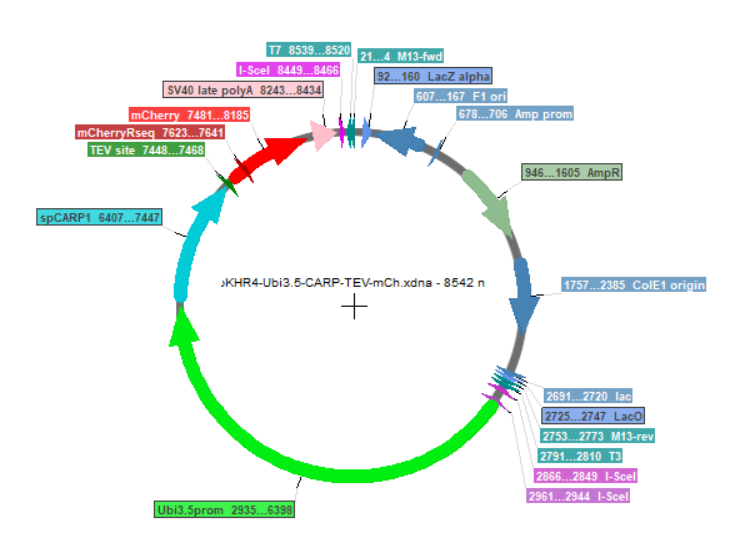 T7 8539...8520
21...4 M13-fwd
I-SceI 8449...8466
92...160 LacZ alpha
SV40 late polyA 8243...8434
607...167 F1 ori
mCherry 7481...8185
678...706 Amp prom
mCherryRseq 7623...7641
TEV site 7448...7468
946...1605 AmpR
spCARP1 6407...7447
KHR4-Ubi3.5-CARP-TEV-mCh.xdna - 8542 n
1757...2385 ColE1 origin
2691...2720 lac
2725...2747 LacO
2753...2773 M13-rev
2791...2810 T3
2866...2849 I-SceI
2961...2944 I-SceI
Ubi3.5prom 2935...6398